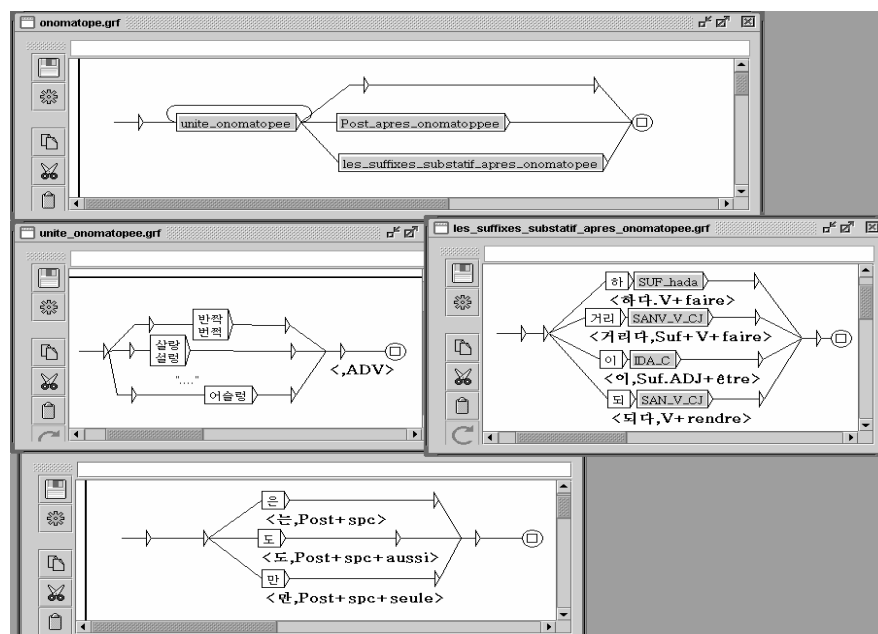 onomatope.grf
unite_onomatopee
Post_apres_onomatoppee
les_suffixes_substatif_apres_onomatopee
unite_onomatopee.grf
반짝
번쩍
살랑
설렁
"...."
어슬렁
<,ADV>
les_suffixes_substatif_apres_onomatopee.grf
하 SUF_hada
<하다.V+faire>
거리 SANV_V_CJ
<거리다,Suf+V+faire>
이 IDA_C
<이,Suf.ADJ+être>
되 SAN_V_CJ
<되다,V+rendre>
은
<는,Post+spc>
도
<도,Post+spc+aussi>
만
<만,Post+spc+seule>